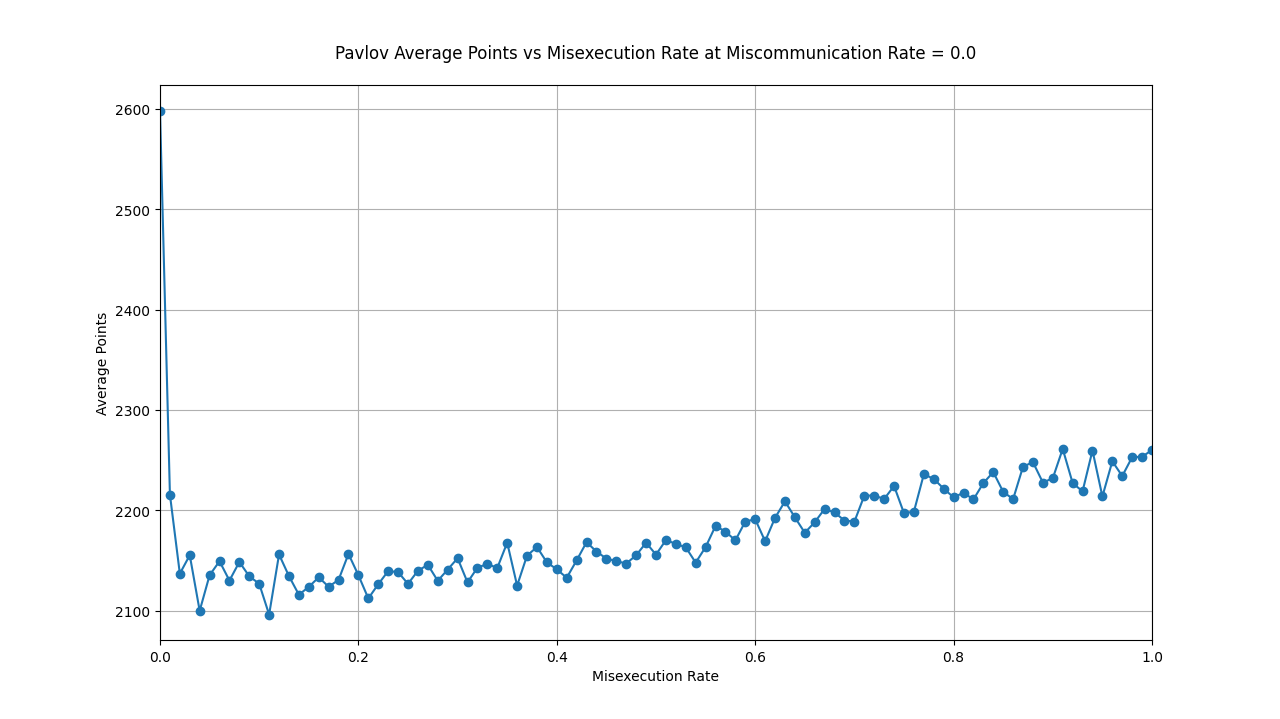 Pavlov Average Points vs Misexecution Rate at Miscommunication Rate = 0.0
2600
2500
2400
2300
2200
2100
Average Points
0.0 0.2 0.4 0.6 0.8 1.0
Misexecution Rate